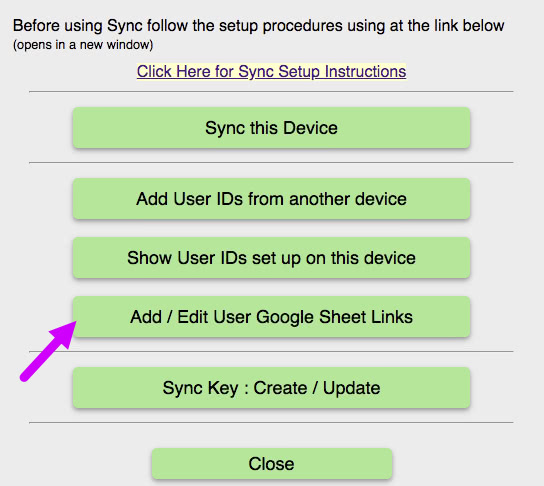 Before using Sync follow the setup procedures using at the link below
(opens in a new window)
Click Here for Sync Setup Instructions
Sync this Device
Add User IDs from another device
Show User IDs set up on this device
Add / Edit User Google Sheet Links
Sync Key : Create / Update
Close